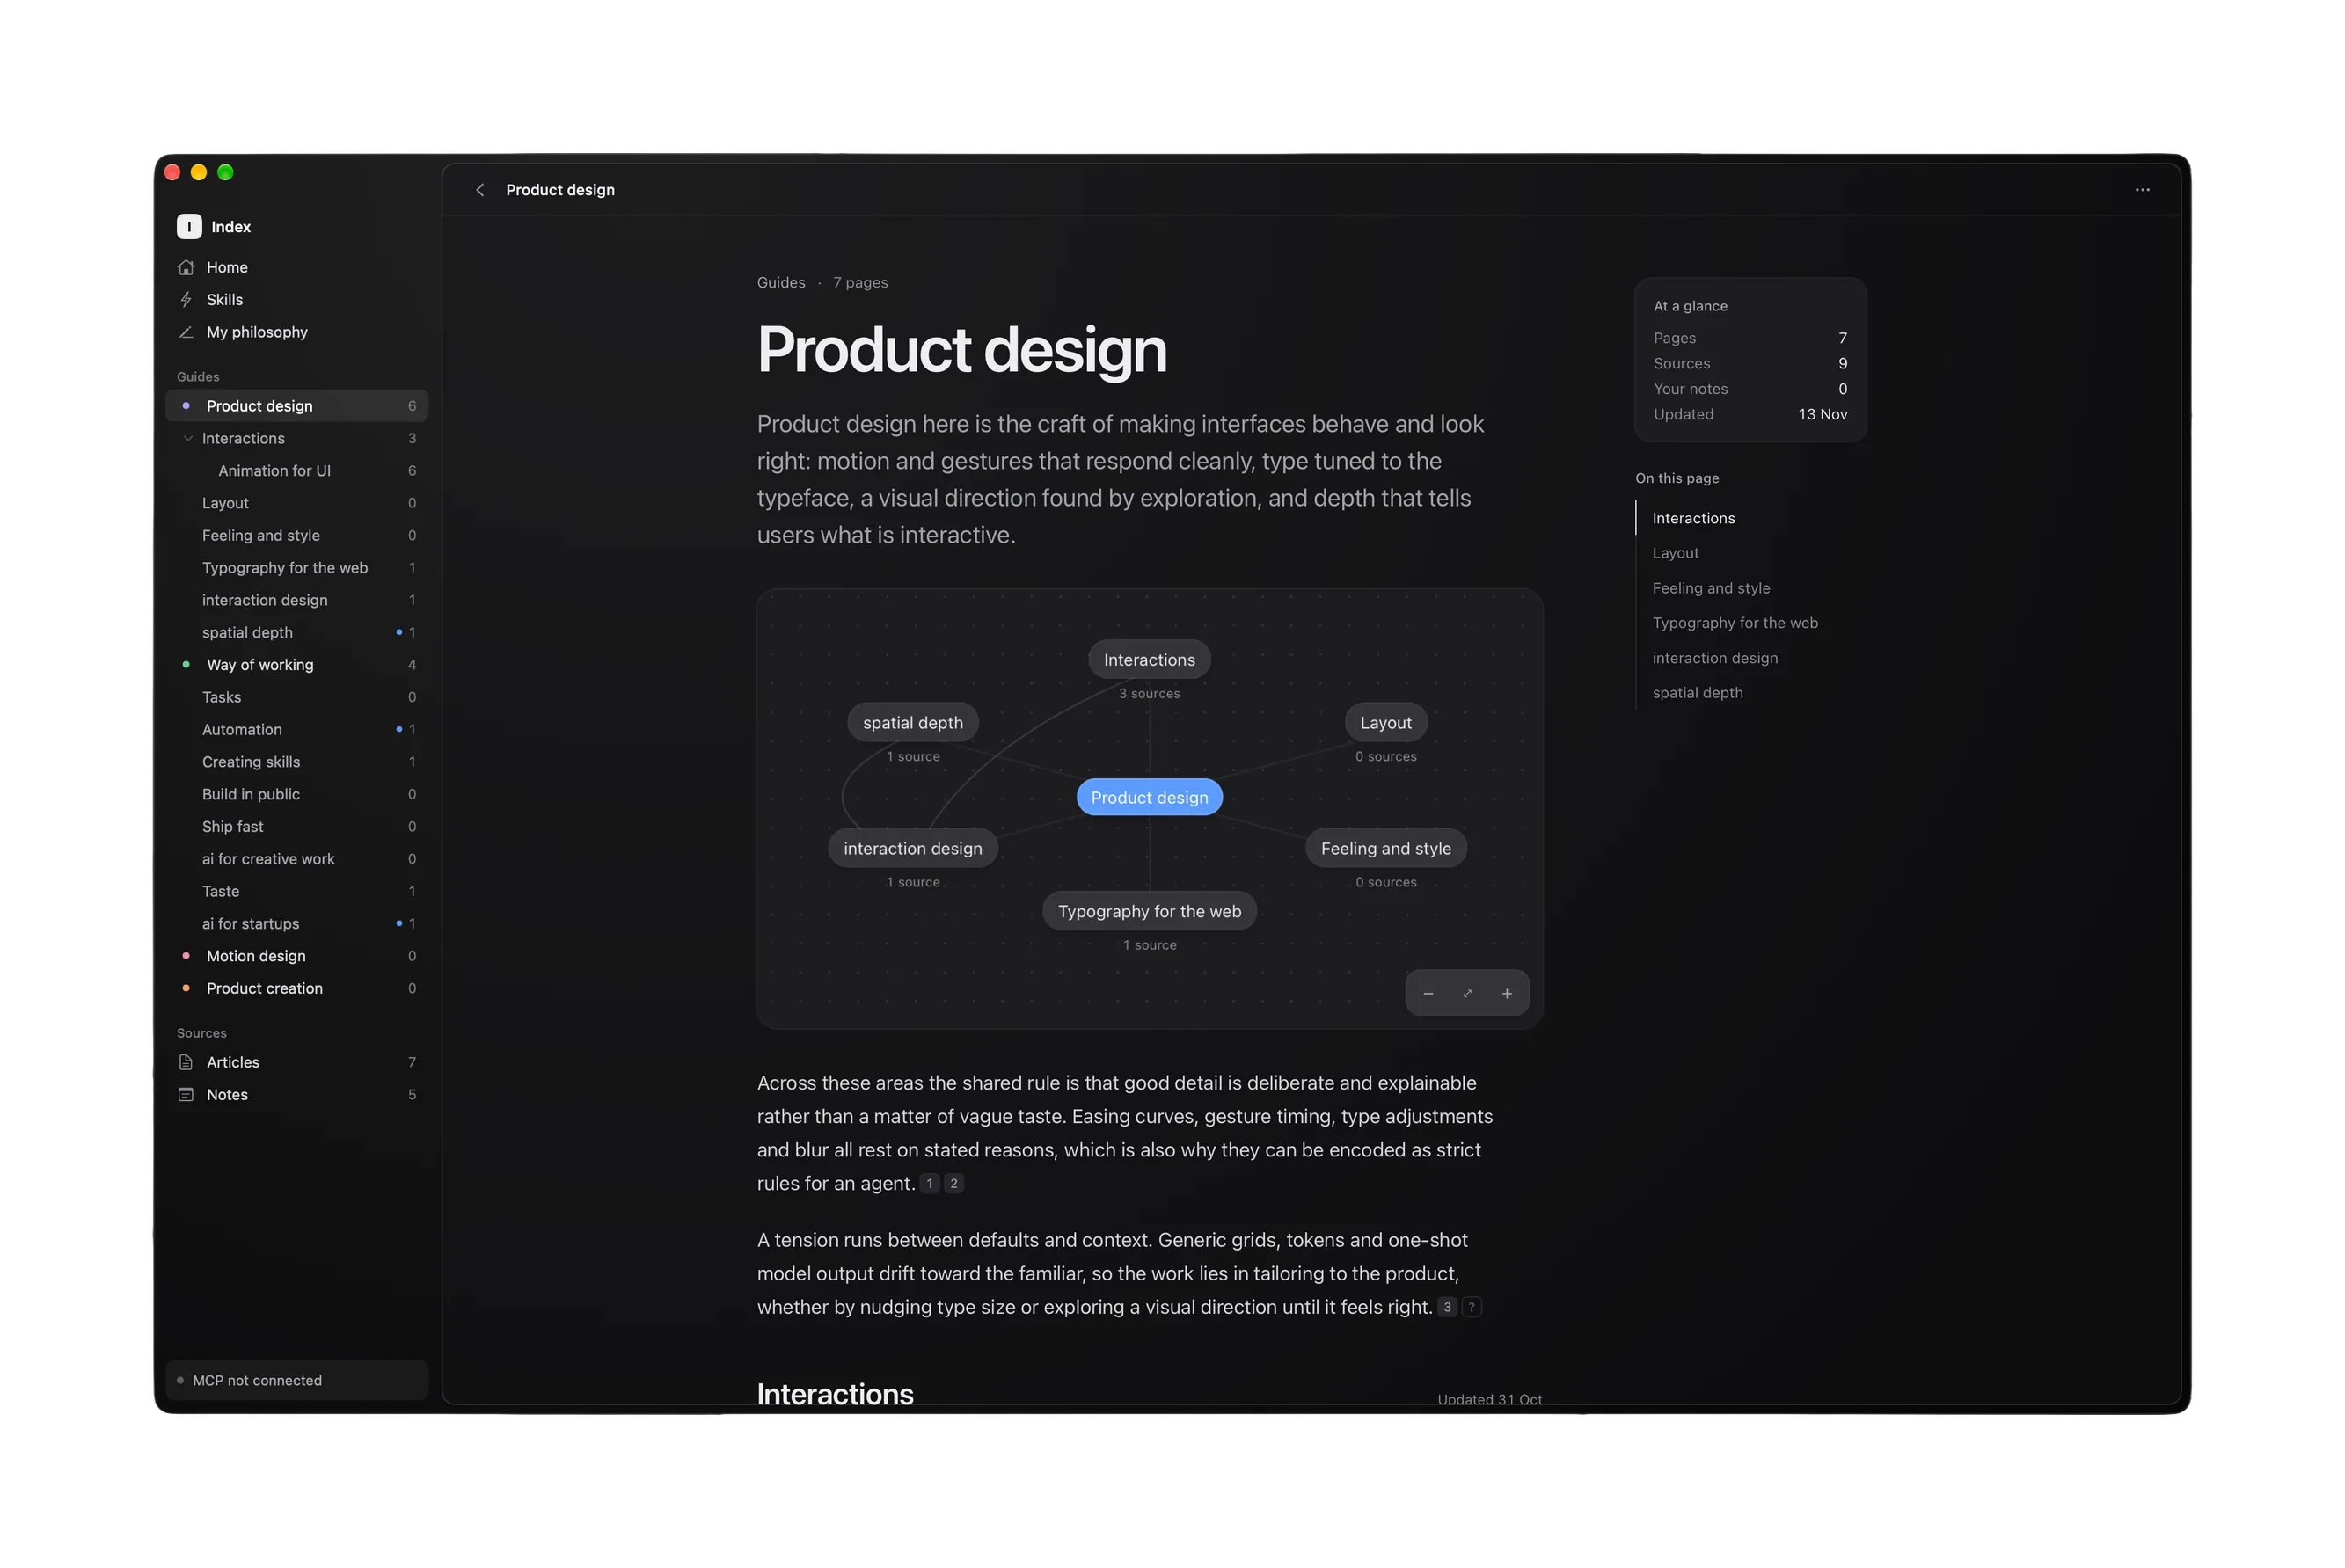 I Index
Home
Skills
My philosophy
Guides
Product design 6
Interactions 3
Animation for UI 6
Layout 0
Feeling and style 0
Typography for the web 1
interaction design 1
spatial depth 1
Way of working 4
Tasks 0
Automation 1
Creating skills 1
Build in public 0
Ship fast 0
ai for creative work 0
Taste 1
ai for startups 1
Motion design 0
Product creation 0
Sources
Articles 7
Notes 5
MCP not connected
Product design
Guides · 7 pages
Product design
Product design here is the craft of making interfaces behave and look
right: motion and gestures that respond cleanly, type tuned to the
typeface, a visual direction found by exploration, and depth that tells
users what is interactive.
Interactions
3 sources
spatial depth
1 source
Layout
0 sources
Product design
interaction design
1 source
Feeling and style
0 sources
Typography for the web
1 source
Across these areas the shared rule is that good detail is deliberate and explainable
rather than a matter of vague taste. Easing curves, gesture timing, type adjustments
and blur all rest on stated reasons, which is also why they can be encoded as strict
rules for an agent. 1 2
A tension runs between defaults and context. Generic grids, tokens and one-shot
model output drift toward the familiar, so the work lies in tailoring to the product,
whether by nudging type size or exploring a visual direction until it feels right. 3 ?
Interactions
Updated 31 Oct
At a glance
Pages 7
Sources 9
Your notes 0
Updated 13 Nov
On this page
Interactions
Layout
Feeling and style
Typography for the web
interaction design
spatial depth